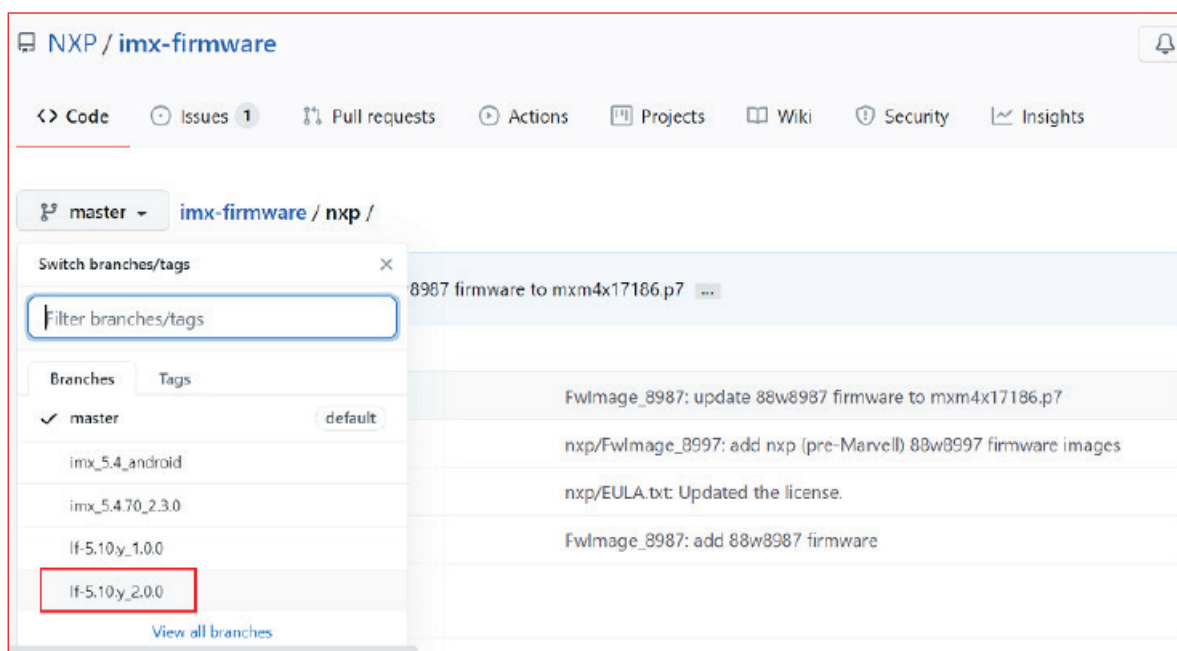 NXP / imx-firmware
Code Issues 1 Pull requests Actions Projects Wiki Security Insights
master imx-firmware / nxp /
Switch branches/tags
8987 firmware to mxm4x17186.p7 ...
Filter branches/tags
Branches Tags
FwImage_8987: update 88w8987 firmware to mxm4x17186.p7
master default
nxp/FwImage_8997: add nxp (pre-Marvell) 88w8997 firmware images
imx_5.4_android
nxp/EULA.txt: Updated the license.
imx_5.4.70_2.3.0
FwImage_8987: add 88w8987 firmware
lf-5.10.y_1.0.0
lf-5.10.y_2.0.0
View all branches